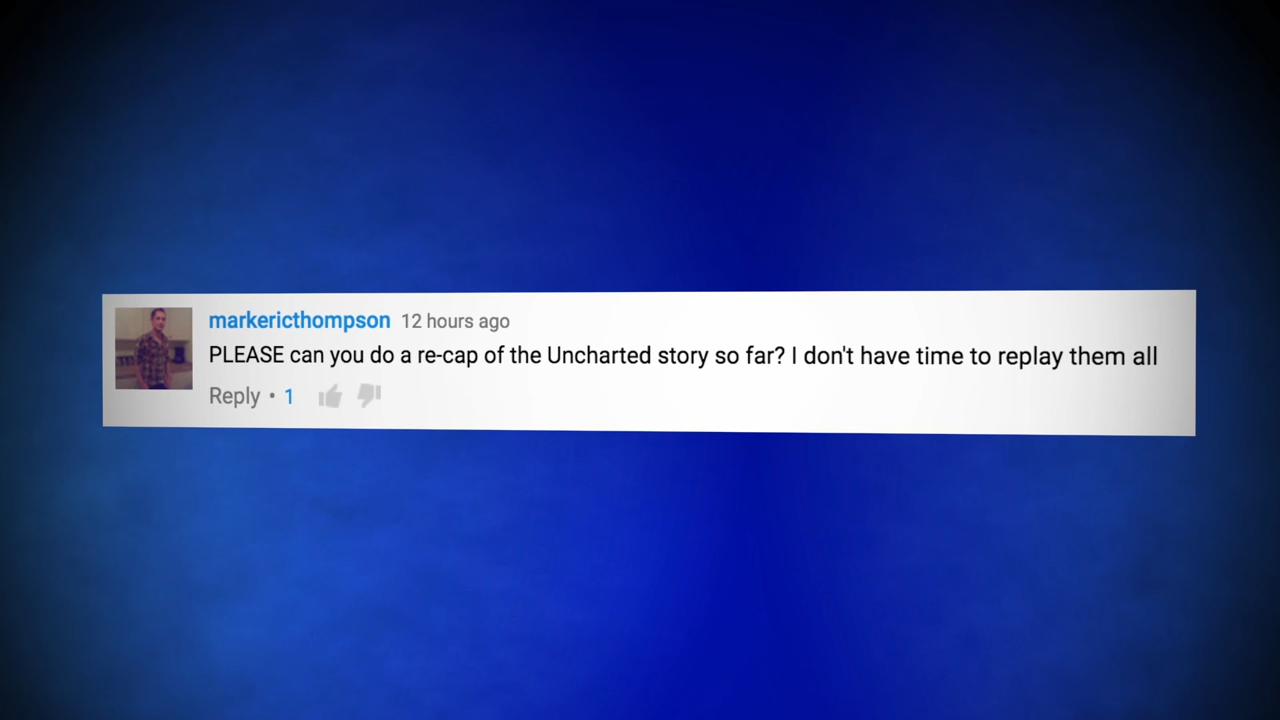 markericthompson 12 hours ago
PLEASE can you do a re-cap of the Uncharted story so far? I don't have time to replay them all
Reply • 1